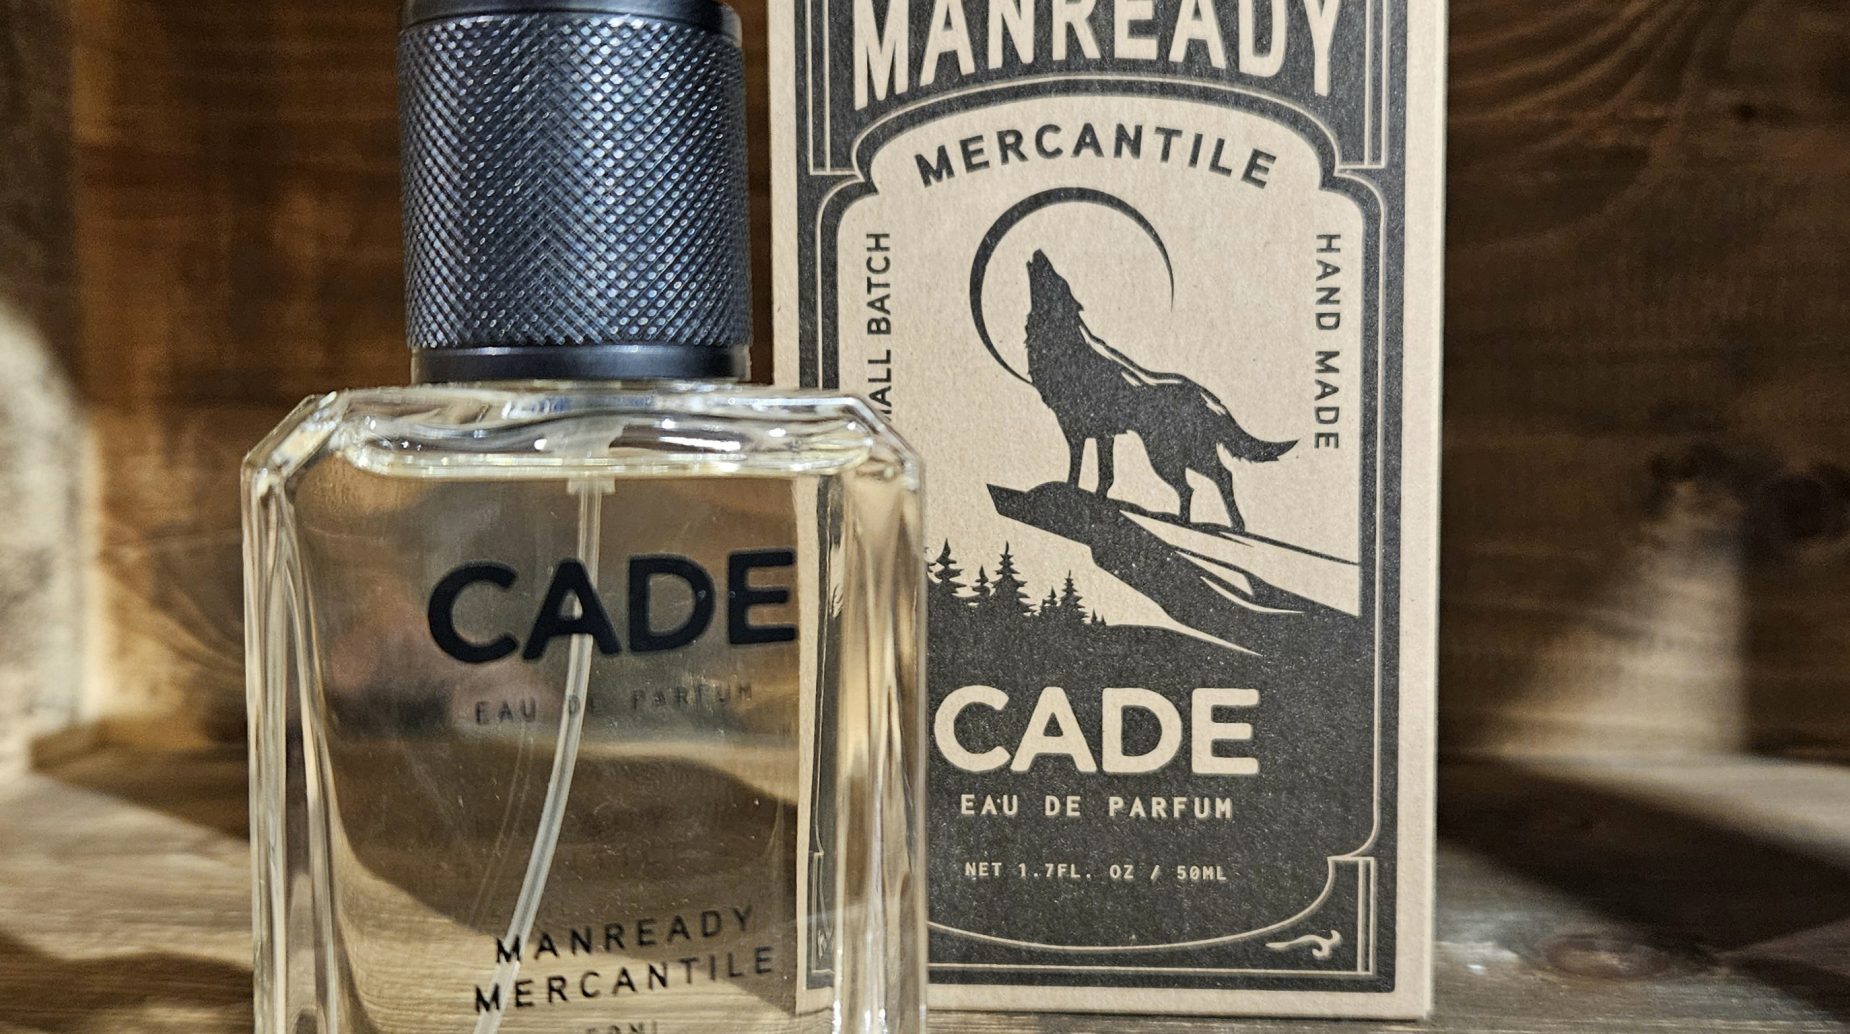 MANREADY
MERCANTILE
BATCH
HAND MADE
CADE
EAU DE PARFUM
NET 1.7FL. OZ / 50ML
CADE
EAU DE PARFUM
MANREADY
MERCANTILE